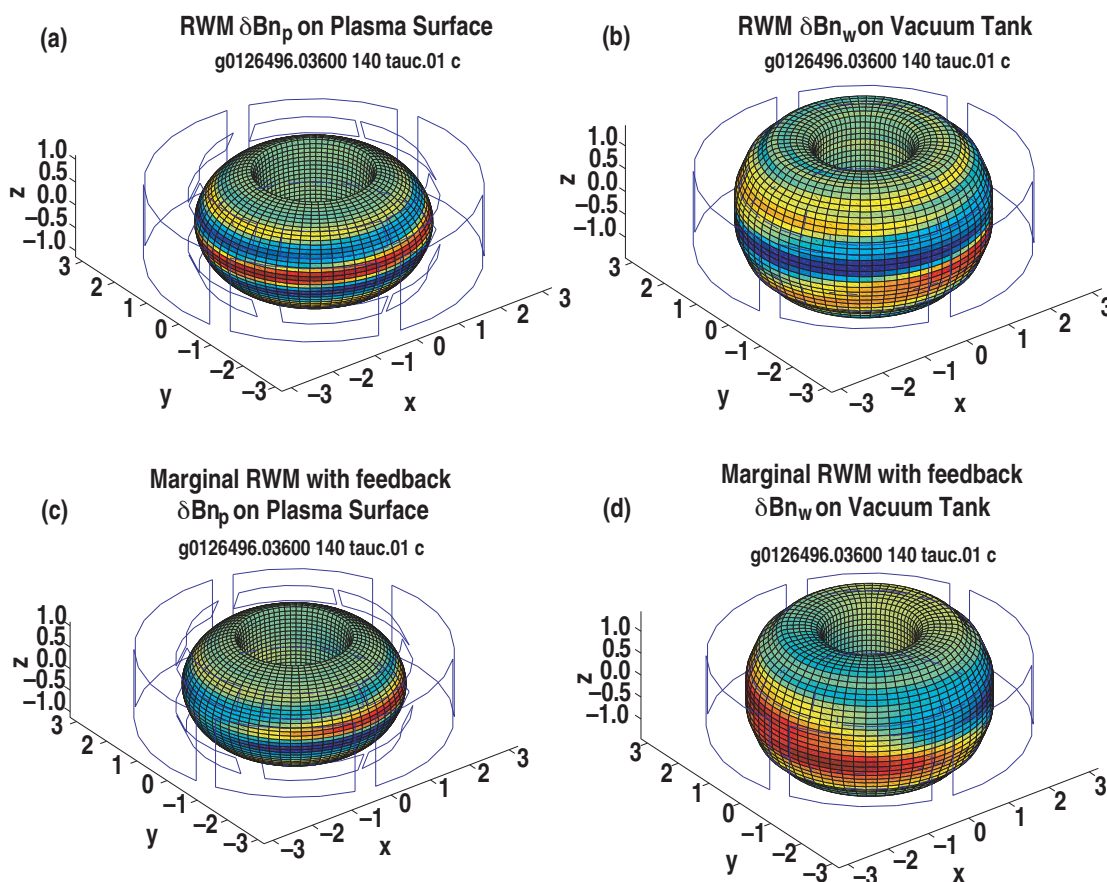 (a)
RWM δBnp on Plasma Surface
g0126496.03600 140 tauc.01 c
1.0
0.5
0.0
−0.5
−1.0
z
3
2
1
0
−1
−2
−3
y
−3
−2
−1
0
1
2
3
x
(b)
RWM δBnw on Vacuum Tank
g0126496.03600 140 tauc.01 c
1.0
0.5
0.0
−0.5
−1.0
z
3
2
1
0
−1
−2
−3
y
−3
−2
−1
0
1
2
3
x
(c)
Marginal RWM with feedback
δBnp on Plasma Surface
g0126496.03600 140 tauc.01 c
1.0
0.5
0.0
−0.5
−1.0
z
3
2
1
0
−1
−2
−3
y
−3
−2
−1
0
1
2
3
x
(d)
Marginal RWM with feedback
δBnw on Vacuum Tank
g0126496.03600 140 tauc.01 c
1.0
0.5
0.0
−0.5
−1.0
z
3
2
1
0
−1
−2
−3
y
−3
−2
−1
0
1
2
3
x